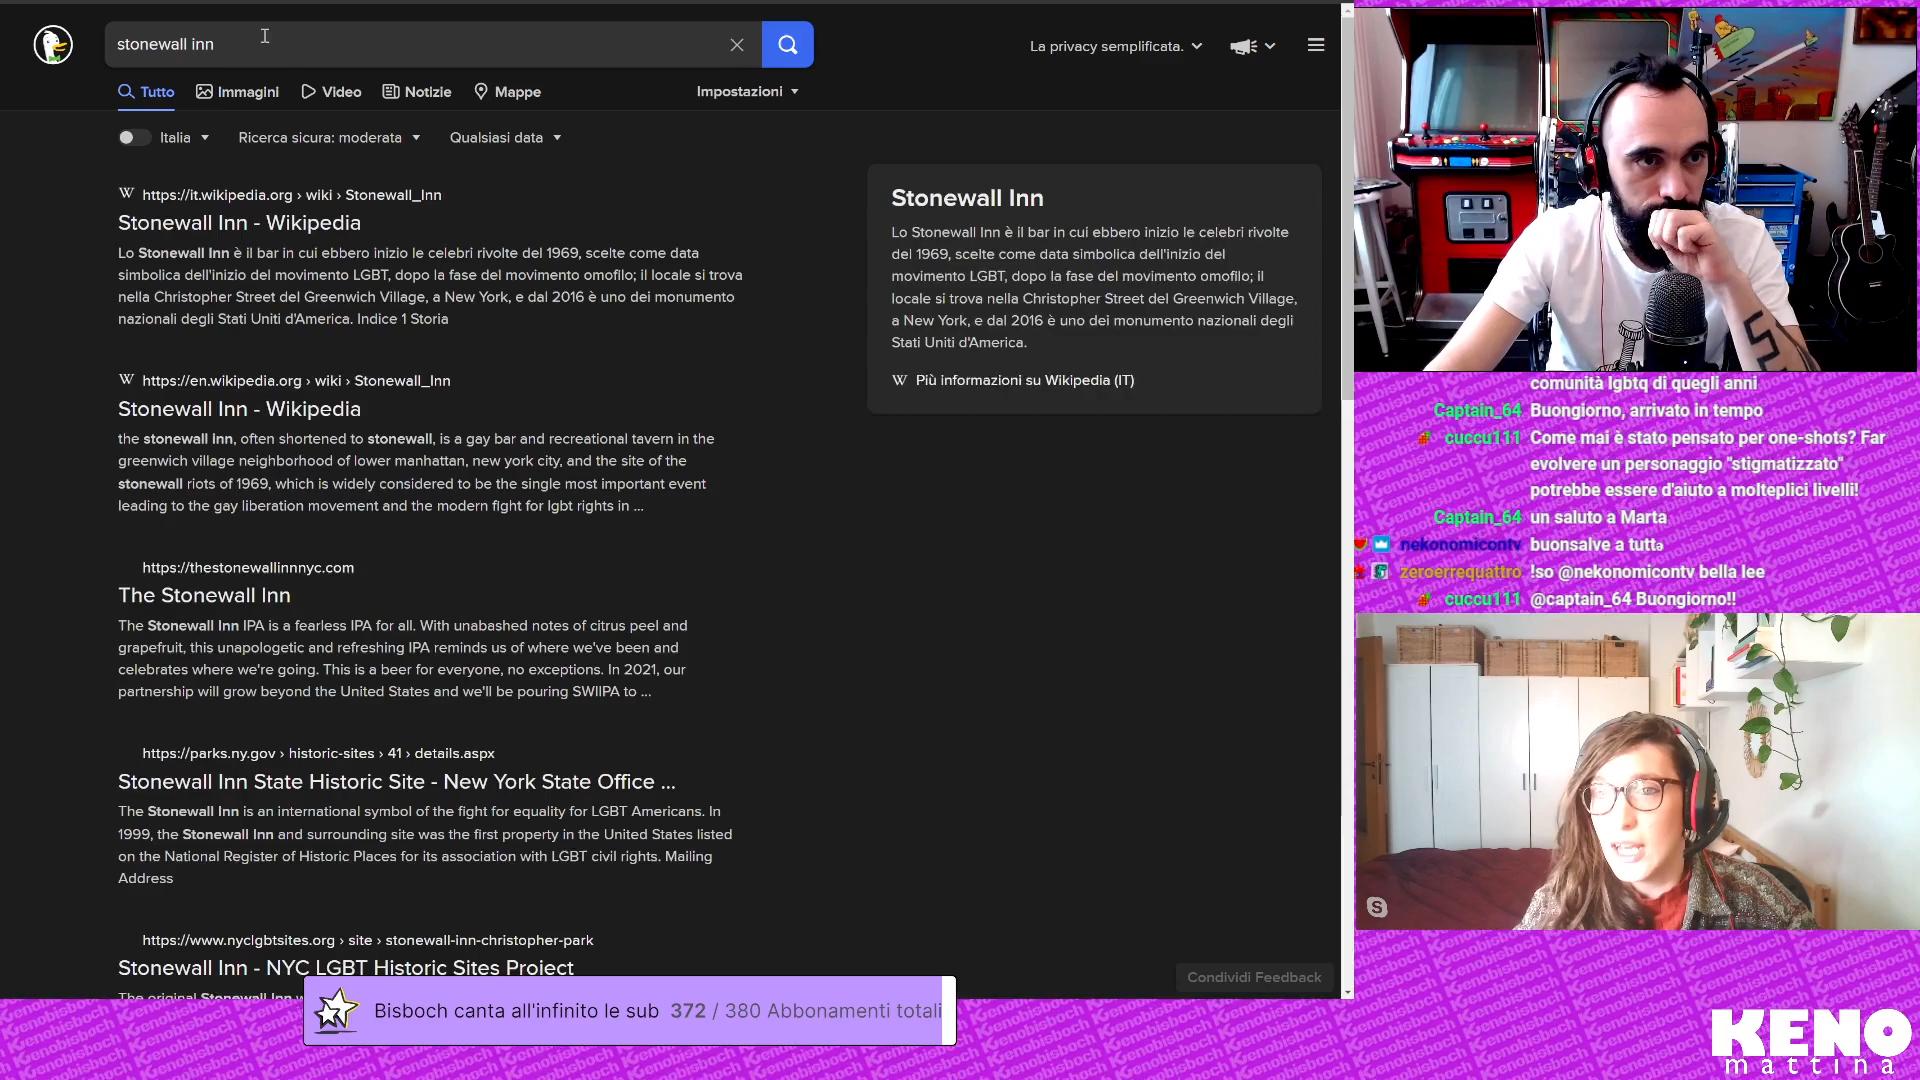 stonewall inn
La privacy semplificata.
Tutto
Immagini
Video
Notizie
Mappe
Impostazioni
Italia
Ricerca sicura: moderata
Qualsiasi data
W https://it.wikipedia.org › wiki › Stonewall_Inn
Stonewall Inn - Wikipedia
Lo Stonewall Inn è il bar in cui ebbero inizio le celebri rivolte del 1969, scelte come data
simbolica dell'inizio del movimento LGBT, dopo la fase del movimento omofilo; il locale si trova
nella Christopher Street del Greenwich Village, a New York, e dal 2016 è uno dei monumento
nazionali degli Stati Uniti d'America. Indice 1 Storia
W https://en.wikipedia.org › wiki › Stonewall_Inn
Stonewall Inn - Wikipedia
the stonewall inn, often shortened to stonewall, is a gay bar and recreational tavern in the
greenwich village neighborhood of lower manhattan, new york city, and the site of the
stonewall riots of 1969, which is widely considered to be the single most important event
leading to the gay liberation movement and the modern fight for lgbt rights in ...
https://thestonewallinnnyc.com
The Stonewall Inn
The Stonewall Inn IPA is a fearless IPA for all. With unabashed notes of citrus peel and
grapefruit, this unapologetic and refreshing IPA reminds us of where we've been and
celebrates where we're going. This is a beer for everyone, no exceptions. In 2021, our
partnership will grow beyond the United States and we'll be pouring SWIIPA to ...
https://parks.ny.gov › historic-sites › 41 › details.aspx
Stonewall Inn State Historic Site - New York State Office ...
The Stonewall Inn is an international symbol of the fight for equality for LGBT Americans. In
1999, the Stonewall Inn and surrounding site was the first property in the United States listed
on the National Register of Historic Places for its association with LGBT civil rights. Mailing
Address
https://www.nyclgbtsites.org › site › stonewall-inn-christopher-park
Stonewall Inn - NYC LGBT Historic Sites Project
The original Stonewall Inn
Stonewall Inn
Lo Stonewall Inn è il bar in cui ebbero inizio le celebri rivolte
del 1969, scelte come data simbolica dell'inizio del
movimento LGBT, dopo la fase del movimento omofilo; il
locale si trova nella Christopher Street del Greenwich Village,
a New York, e dal 2016 è uno dei monumento nazionali degli
Stati Uniti d'America.
W Più informazioni su Wikipedia (IT)
Condividi Feedback
comunità lgbtq di quegli anni
Captain_64 Buongiorno, arrivato in tempo
cuccu111 Come mai è stato pensato per one-shots? Far
evolvere un personaggio "stigmatizzato"
potrebbe essere d'aiuto a molteplici livelli!
Captain_64 un saluto a Marta
nekonomicontv buonsalve a tuttə
zeroerrequattro !so @nekonomicontv bella lee
cuccu111 @captain_64 Buongiorno!!
Bisboch canta all'infinito le sub 372 / 380 Abbonamenti totali
KENO
mattina